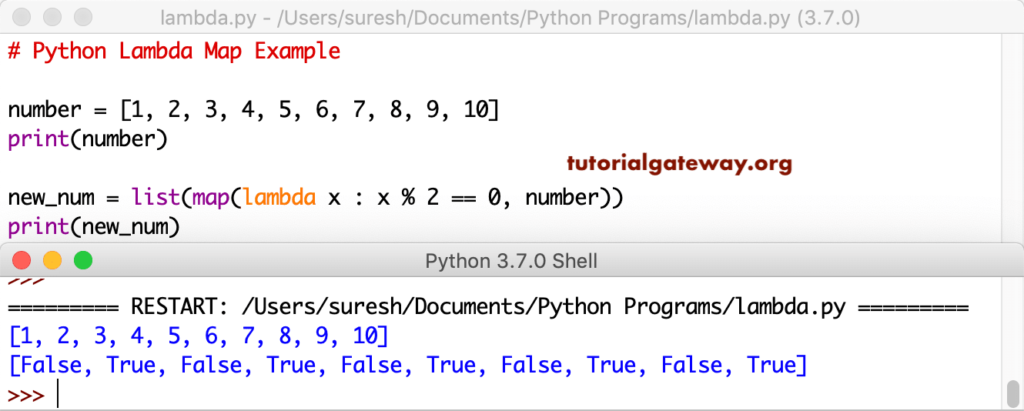 lambda.py - /Users/suresh/Documents/Python Programs/lambda.py (3.7.0)
# Python Lambda Map Example
number = [1, 2, 3, 4, 5, 6, 7, 8, 9, 10]
print(number)
tutorialgateway.org
new_num = list(map(lambda x : x % 2 == 0, number))
print(new_num)
Python 3.7.0 Shell
>>>
========= RESTART: /Users/suresh/Documents/Python Programs/lambda.py =========
[1, 2, 3, 4, 5, 6, 7, 8, 9, 10]
[False, True, False, True, False, True, False, True, False, True]
>>>